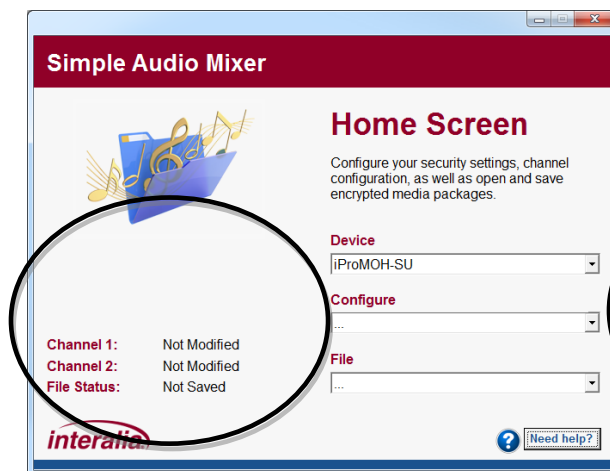 Simple Audio Mixer
Home Screen
Configure your security settings, channel
configuration, as well as open and save
encrypted media packages.
Device
iProMOH-SU
Configure
...
File
...
Channel 1: Not Modified
Channel 2: Not Modified
File Status: Not Saved
interalia
? Need help?